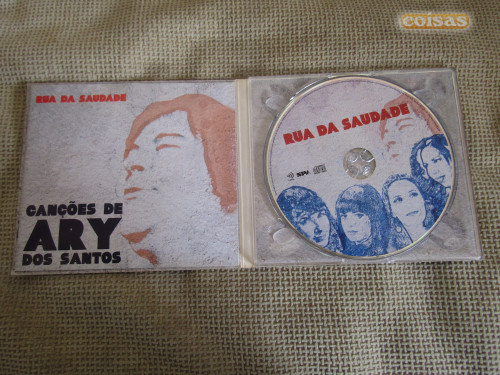 coisas
RUA DA SAUDADE
CANÇÕES DE
ARY
DOS SANTOS
RUA DA SAUDADE